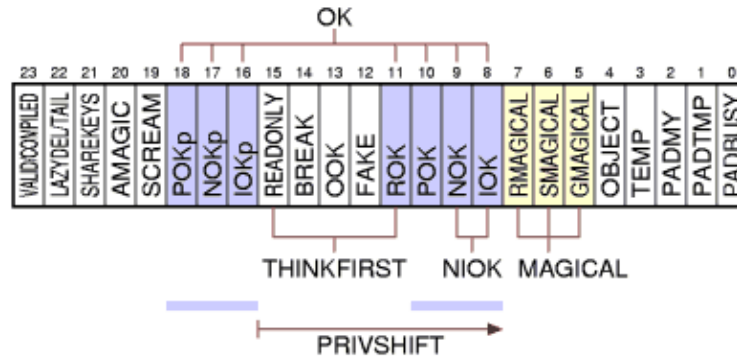 OK
23 22 21 20 19 18 17 16 15 14 13 12 11 10 9 8 7 6 5 4 3 2 1 0
VALID/COMPILED
LAZYDEL/TAIL
SHAREKEYS
AMAGIC
SCREAM
POKp
NOKp
IOKp
READONLY
BREAK
OOK
FAKE
ROK
POK
NOK
IOK
RMAGICAL
SMAGICAL
GMAGICAL
OBJECT
TEMP
PADMY
PADTMP
PADBUSY
THINKFIRST NIOK MAGICAL
PRIVSHIFT